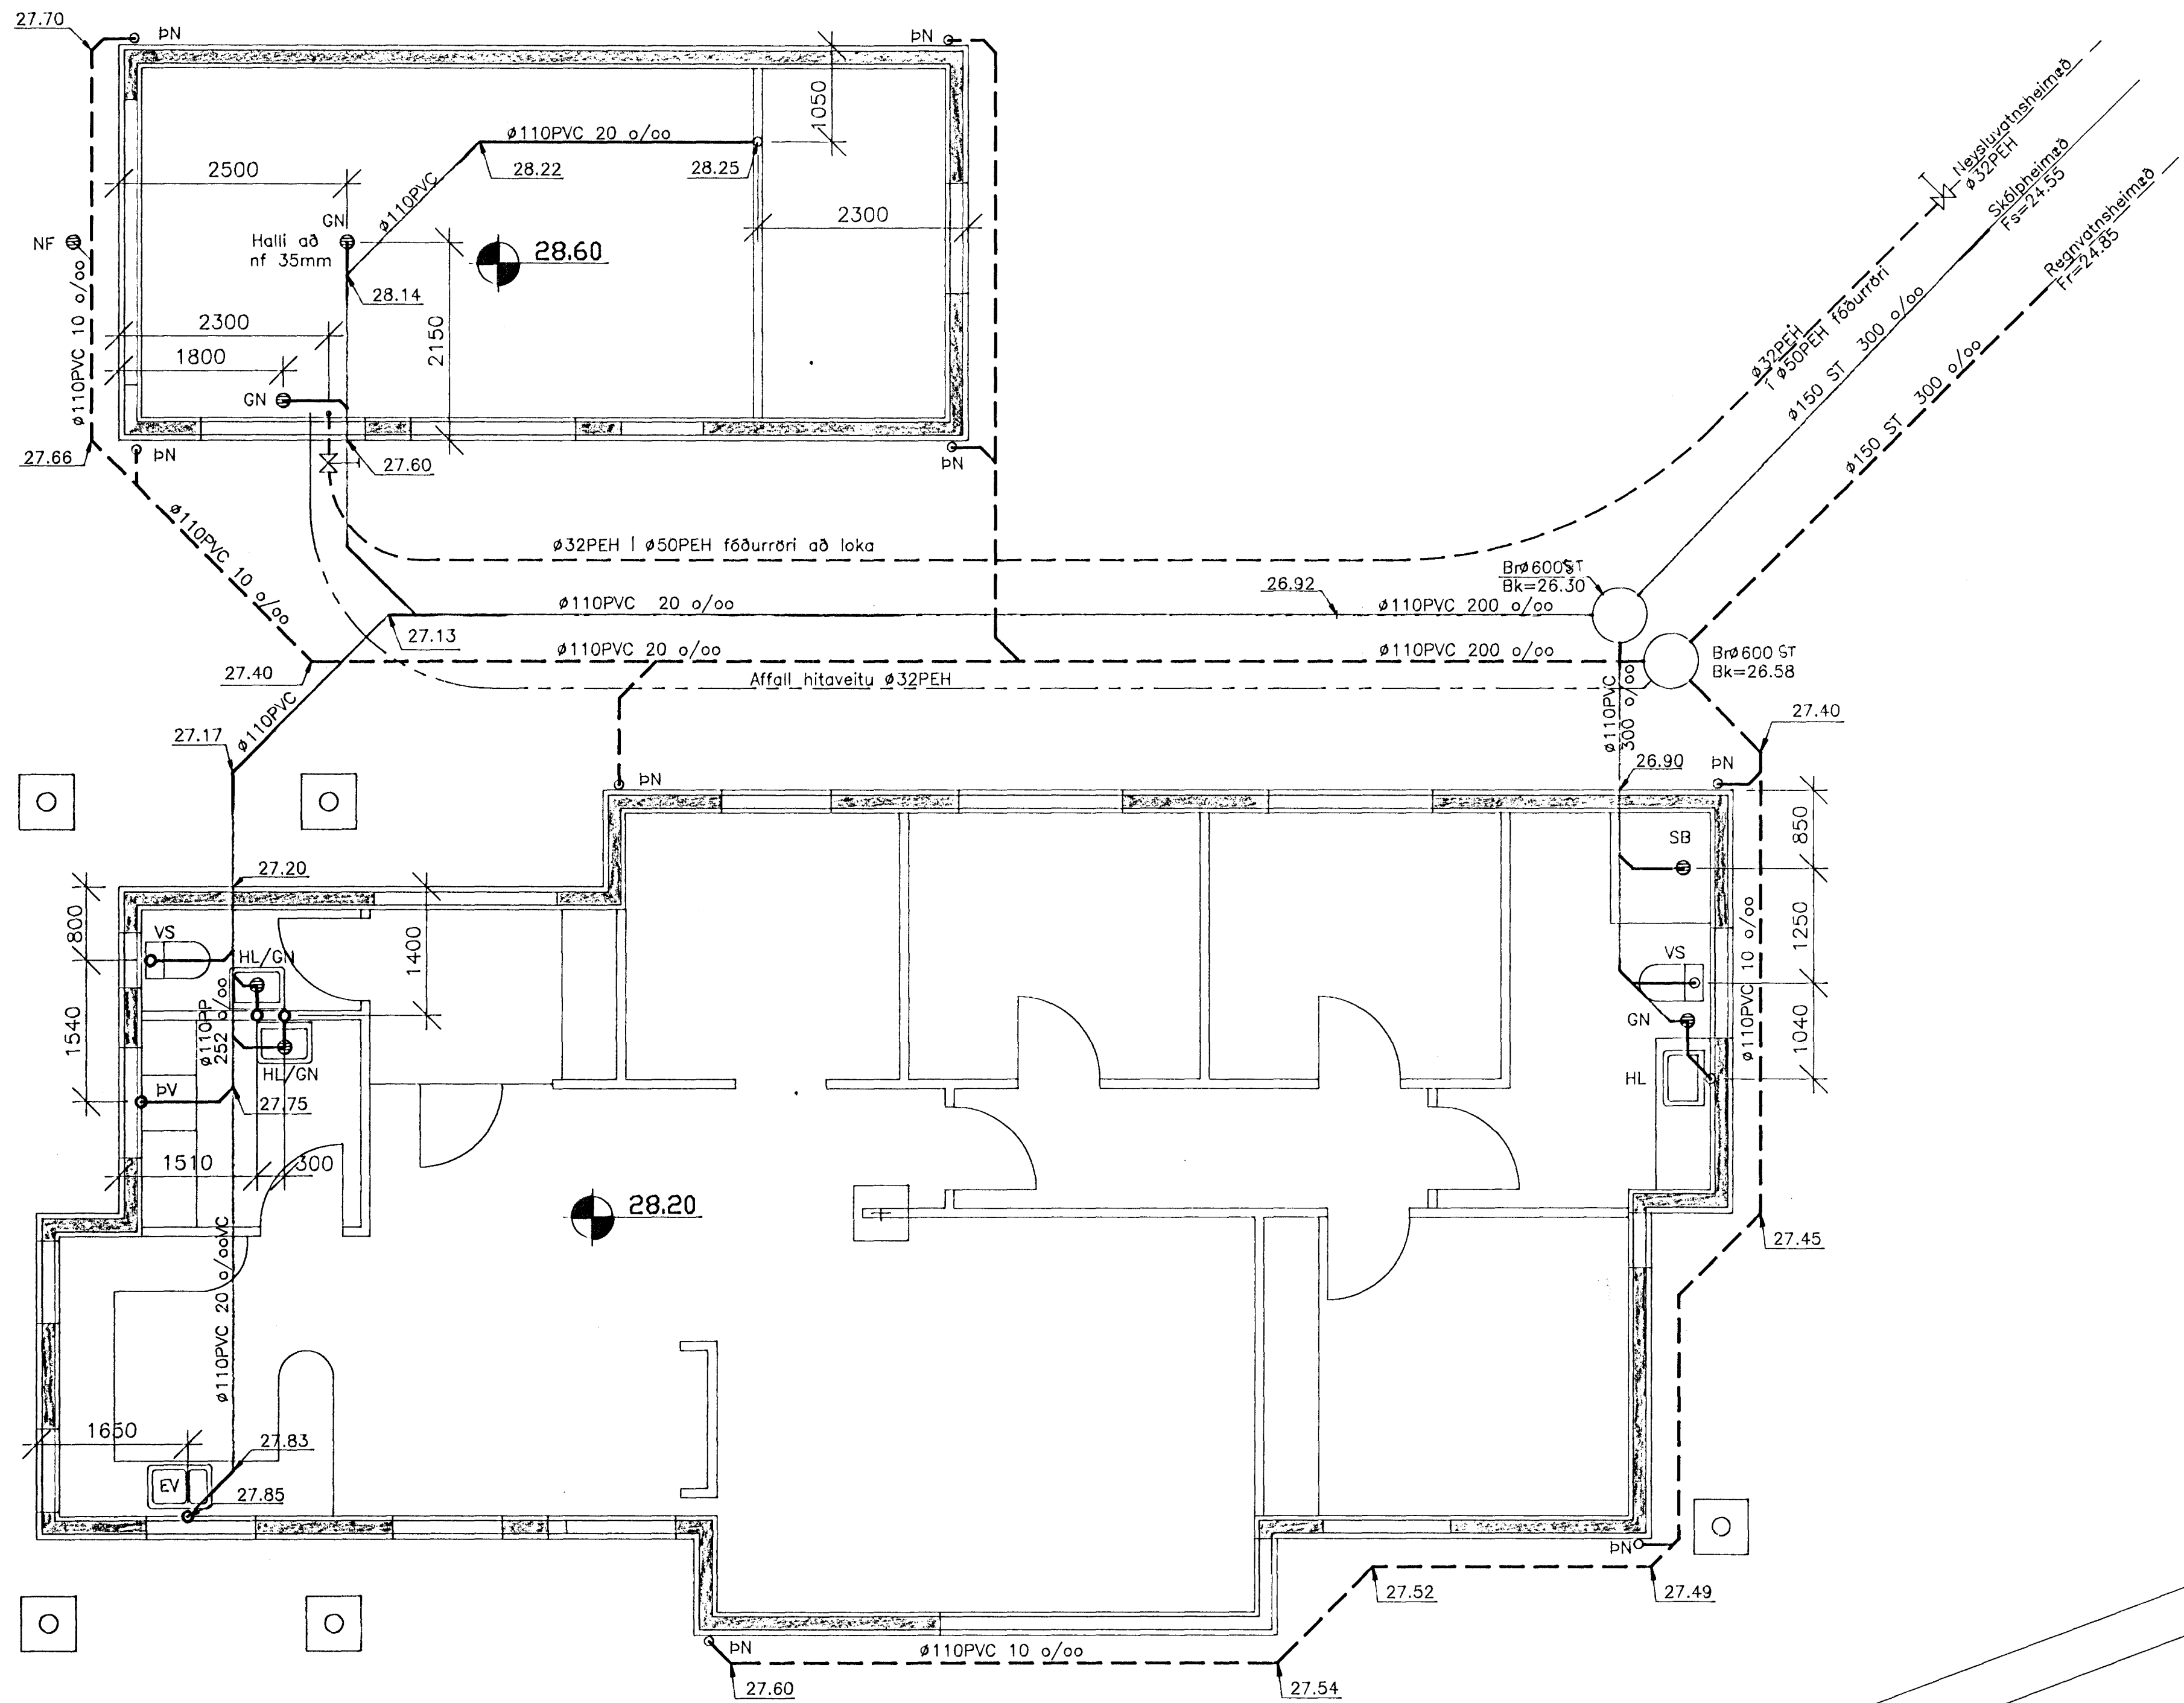 27.70
ÞN
ÞN
1050
ø110PVC 20 o/oo
28.22
28.25
2500
ø110PVC
2300
GN
NF
Halli að
nf 35mm
28.60
28.14
ø110PVC 10 o/oo
2300
2150
1800
GN
27.66
ÞN
27.60
ÞN
Neysluvatnsheimæð
ø32PEH
Skólpheimæð
Fs=24.55
Regnvatnsheimæð
Fr=24.85
ø32PEH
í ø50PEH fóðurröri
ø150 ST 300 o/oo
ø150 ST 300 o/oo
ø110PVC 10 o/oo
ø32PEH í ø50PEH fóðurröri að loka
Brø600ST
Bk=26.30
26.92
ø110PVC 20 o/oo
ø110PVC 200 o/oo
27.13
ø110PVC 20 o/oo
ø110PVC 200 o/oo
Brø600 ST
Bk=26.58
27.40
Affall hitaveitu ø32PEH
ø110PVC
ø110PVC
300 o/oo
27.17
27.40
26.90
ÞN
ÞN
850
SB
27.20
800
VS
HL/GN
1400
1250
VS
ø110PVC 10 o/oo
1540
ø110PP
252 o/oo
GN
1040
HL/GN
HL
ÞV
27.75
1510
300
28.20
27.45
ø110PVC 20 o/ooVC
1650
27.83
EV
27.85
ÞN
27.52
27.49
ÞN
ø110PVC 10 o/oo
27.60
27.54